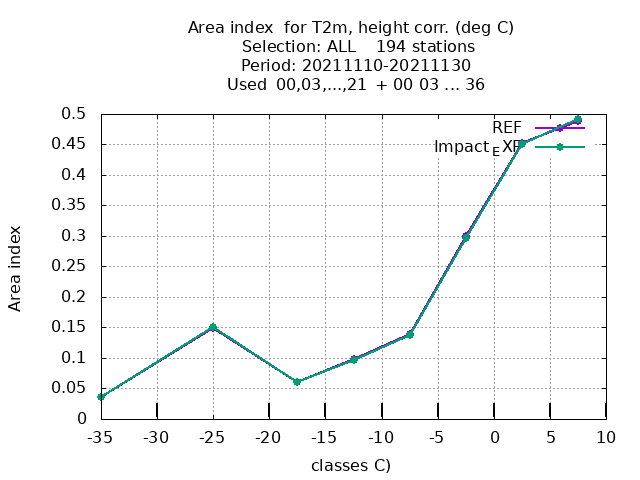 Area index  for T2m, height corr. (deg C)
Selection: ALL    194 stations
Period: 20211110-20211130
Used  00,03,...,21  + 00 03 ... 36
REF
Impact_EXP
0.5
0.45
0.4
0.35
0.3
0.25
0.2
0.15
0.1
0.05
0
Area index
-35 -30 -25 -20 -15 -10 -5 0 5 10
classes C)